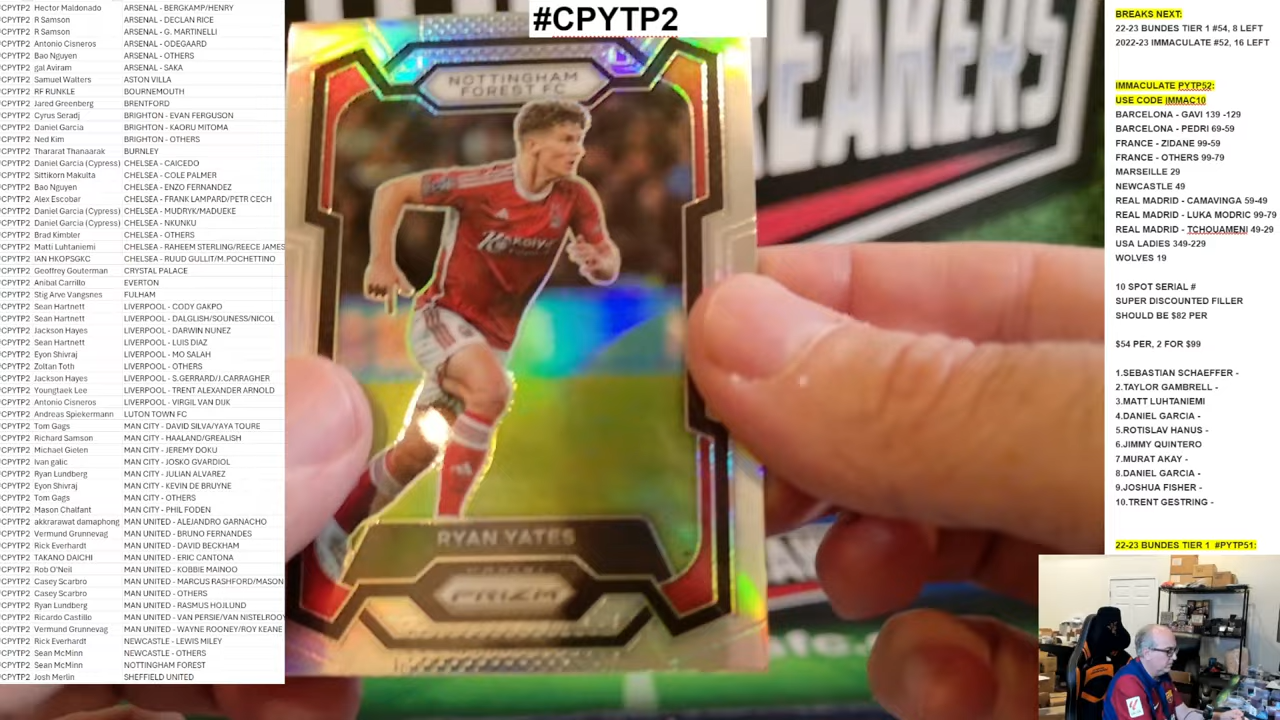 #CPYTP2
#CPYTP2 Hector Maldonado ARSENAL - BERGKAMP/HENRY
#CPYTP2 R Samson ARSENAL - DECLAN RICE
#CPYTP2 R Samson ARSENAL - G. MARTINELLI
#CPYTP2 Antonio Cisneros ARSENAL - ODEGAARD
#CPYTP2 Bao Nguyen ARSENAL - OTHERS
#CPYTP2 gal Aviram ARSENAL - SAKA
#CPYTP2 Samuel Walters ASTON VILLA
#CPYTP2 RF RUNKLE BOURNEMOUTH
#CPYTP2 Jared Greenberg BRENTFORD
#CPYTP2 Cyrus Seradj BRIGHTON - EVAN FERGUSON
#CPYTP2 Daniel Garcia BRIGHTON - KAORU MITOMA
#CPYTP2 Ned Kim BRIGHTON - OTHERS
#CPYTP2 Thararat Thanaarak BURNLEY
#CPYTP2 Daniel Garcia (Cypress) CHELSEA - CAICEDO
#CPYTP2 Sittikorn Makulta CHELSEA - COLE PALMER
#CPYTP2 Bao Nguyen CHELSEA - ENZO FERNANDEZ
#CPYTP2 Alex Escobar CHELSEA - FRANK LAMPARD/PETR CECH
#CPYTP2 Daniel Garcia (Cypress) CHELSEA - MUDRYK/MADUEKE
#CPYTP2 Daniel Garcia (Cypress) CHELSEA - NKUNKU
#CPYTP2 Brad Kimbler CHELSEA - OTHERS
#CPYTP2 Matti Luhtaniemi CHELSEA - RAHEEM STERLING/REECE JAMES
#CPYTP2 IAN HKOPSGKC CHELSEA - RUUD GULLIT/M.POCHETTINO
#CPYTP2 Geoffrey Gouterman CRYSTAL PALACE
#CPYTP2 Anibal Carrillo EVERTON
#CPYTP2 Stig Arve Vangsnes FULHAM
#CPYTP2 Sean Hartnett LIVERPOOL - CODY GAKPO
#CPYTP2 Sean Hartnett LIVERPOOL - DALGLISH/SOUNESS/NICOL
#CPYTP2 Jackson Hayes LIVERPOOL - DARWIN NUNEZ
#CPYTP2 Sean Hartnett LIVERPOOL - LUIS DIAZ
#CPYTP2 Eyon Shivraj LIVERPOOL - MO SALAH
#CPYTP2 Zoltan Toth LIVERPOOL - OTHERS
#CPYTP2 Jackson Hayes LIVERPOOL - S.GERRARD/J.CARRAGHER
#CPYTP2 Youngtaek Lee LIVERPOOL - TRENT ALEXANDER ARNOLD
#CPYTP2 Antonio Cisneros LIVERPOOL - VIRGIL VAN DIJK
#CPYTP2 Andreas Spiekermann LUTON TOWN FC
#CPYTP2 Tom Gags MAN CITY - DAVID SILVA/YAYA TOURE
#CPYTP2 Richard Samson MAN CITY - HAALAND/GREALISH
#CPYTP2 Michael Gielen MAN CITY - JEREMY DOKU
#CPYTP2 Ivan galic MAN CITY - JOSKO GVARDIOL
#CPYTP2 Ryan Lundberg MAN CITY - JULIAN ALVAREZ
#CPYTP2 Eyon Shivraj MAN CITY - KEVIN DE BRUYNE
#CPYTP2 Tom Gags MAN CITY - OTHERS
#CPYTP2 Mason Chalfant MAN CITY - PHIL FODEN
#CPYTP2 akkrarawat damaphong MAN UNITED - ALEJANDRO GARNACHO
#CPYTP2 Vermund Grunnevag MAN UNITED - BRUNO FERNANDES
#CPYTP2 Rick Everhardt MAN UNITED - DAVID BECKHAM
#CPYTP2 TAKANO DAICHI MAN UNITED - ERIC CANTONA
#CPYTP2 Rob O'Neil MAN UNITED - KOBBIE MAINOO
#CPYTP2 Casey Scarbro MAN UNITED - MARCUS RASHFORD/MASON
#CPYTP2 Casey Scarbro MAN UNITED - OTHERS
#CPYTP2 Ryan Lundberg MAN UNITED - RASMUS HOJLUND
#CPYTP2 Ricardo Castillo MAN UNITED - VAN PERSIE/VAN NISTELROOY
#CPYTP2 Vermund Grunnevag MAN UNITED - WAYNE ROONEY/ROY KEANE
#CPYTP2 Rick Everhardt NEWCASTLE - LEWIS MILEY
#CPYTP2 Sean McMinn NEWCASTLE - OTHERS
#CPYTP2 Sean McMinn NOTTINGHAM FOREST
#CPYTP2 Josh Merlin SHEFFIELD UNITED
NOTTINGHAM
FOREST FC
RYAN YATES
PRIZM
BREAKERS
BREAKS NEXT:
22-23 BUNDES TIER 1 #54, 8 LEFT
2022-23 IMMACULATE #52, 16 LEFT
IMMACULATE PYTP52:
USE CODE IMMAC10
BARCELONA - GAVI 139 -129
BARCELONA - PEDRI 69-59
FRANCE - ZIDANE 99-59
FRANCE - OTHERS 99-79
MARSEILLE 29
NEWCASTLE 49
REAL MADRID - CAMAVINGA 59-49
REAL MADRID - LUKA MODRIC 99-79
REAL MADRID - TCHOUAMENI 49-29
USA LADIES 349-229
WOLVES 19
10 SPOT SERIAL #
SUPER DISCOUNTED FILLER
SHOULD BE $82 PER
$54 PER, 2 FOR $99
1.SEBASTIAN SCHAEFFER -
2.TAYLOR GAMBRELL -
3.MATT LUHTANIEMI
4.DANIEL GARCIA -
5.ROTISLAV HANUS -
6.JIMMY QUINTERO
7.MURAT AKAY -
8.DANIEL GARCIA -
9.JOSHUA FISHER -
10.TRENT GESTRING -
22-23 BUNDES TIER 1 #PYTP51: